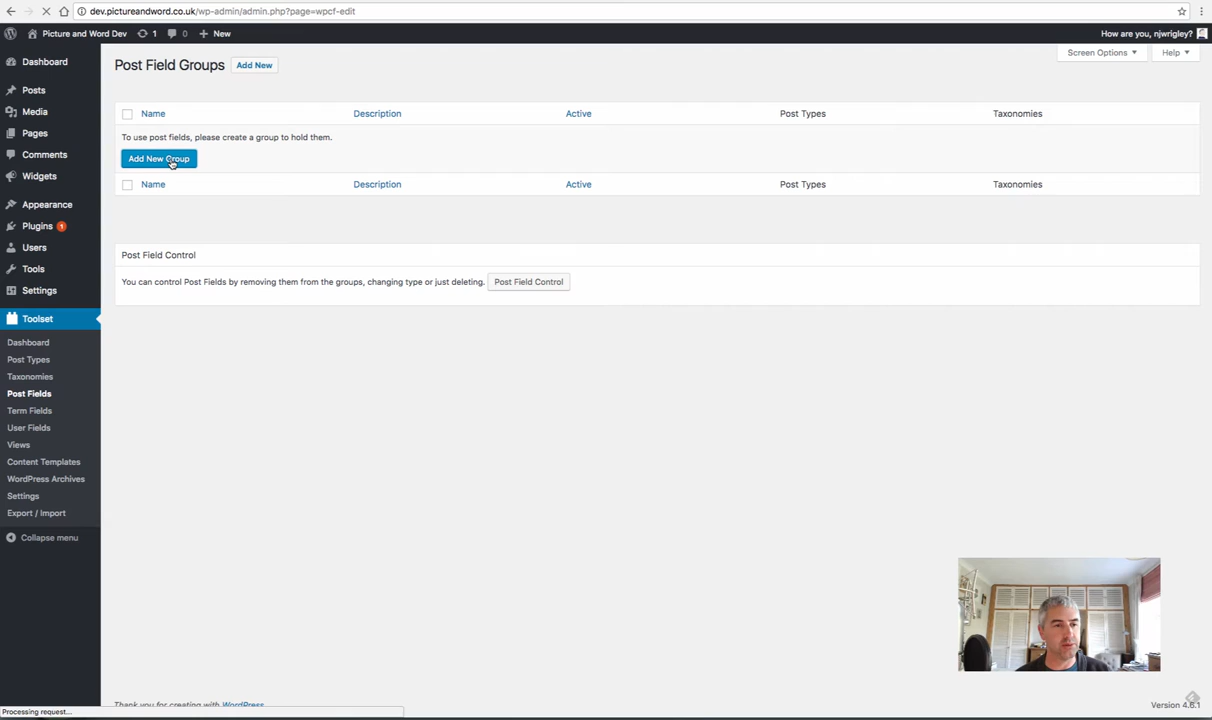 dev.pictureandword.co.uk/wp-admin/admin.php?page=wpcf-edit
Picture and Word Dev 1 0 New How are you, njwrigley?
Screen Options Help
Post Field Groups Add New
Dashboard
Posts
Media
Pages
Comments
Widgets
Appearance
Plugins 1
Users
Tools
Settings
Toolset
Dashboard
Post Types
Taxonomies
Post Fields
Term Fields
User Fields
Views
Content Templates
WordPress Archives
Settings
Export / Import
Collapse menu
Name Description Active Post Types Taxonomies
To use post fields, please create a group to hold them.
Add New Group
Name Description Active Post Types Taxonomies
Post Field Control
You can control Post Fields by removing them from the groups, changing type or just deleting. Post Field Control
Thank you for creating with WordPress
Version 4.6.1
Processing request...